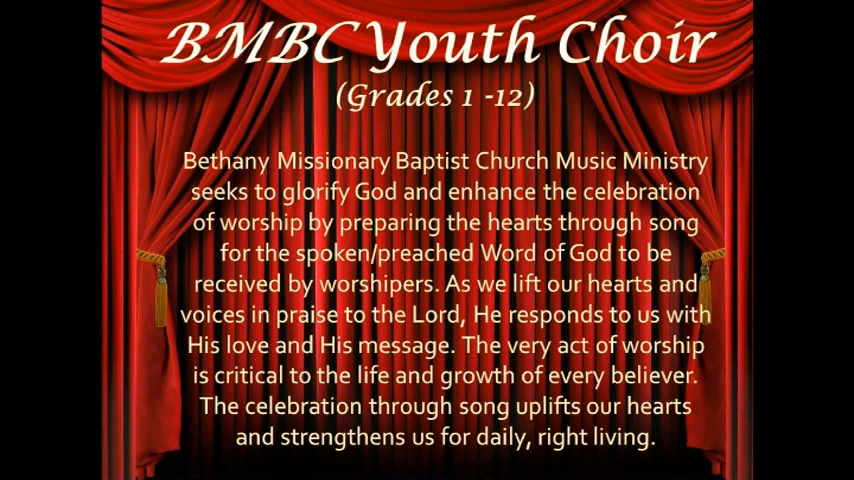 BMBC Youth Choir
(Grades 1 -12)
Bethany Missionary Baptist Church Music Ministry
seeks to glorify God and enhance the celebration
of worship by preparing the hearts through song
for the spoken/preached Word of God to be
received by worshipers. As we lift our hearts and
voices in praise to the Lord, He responds to us with
His love and His message. The very act of worship
is critical to the life and growth of every believer.
The celebration through song uplifts our hearts
and strengthens us for daily, right living.